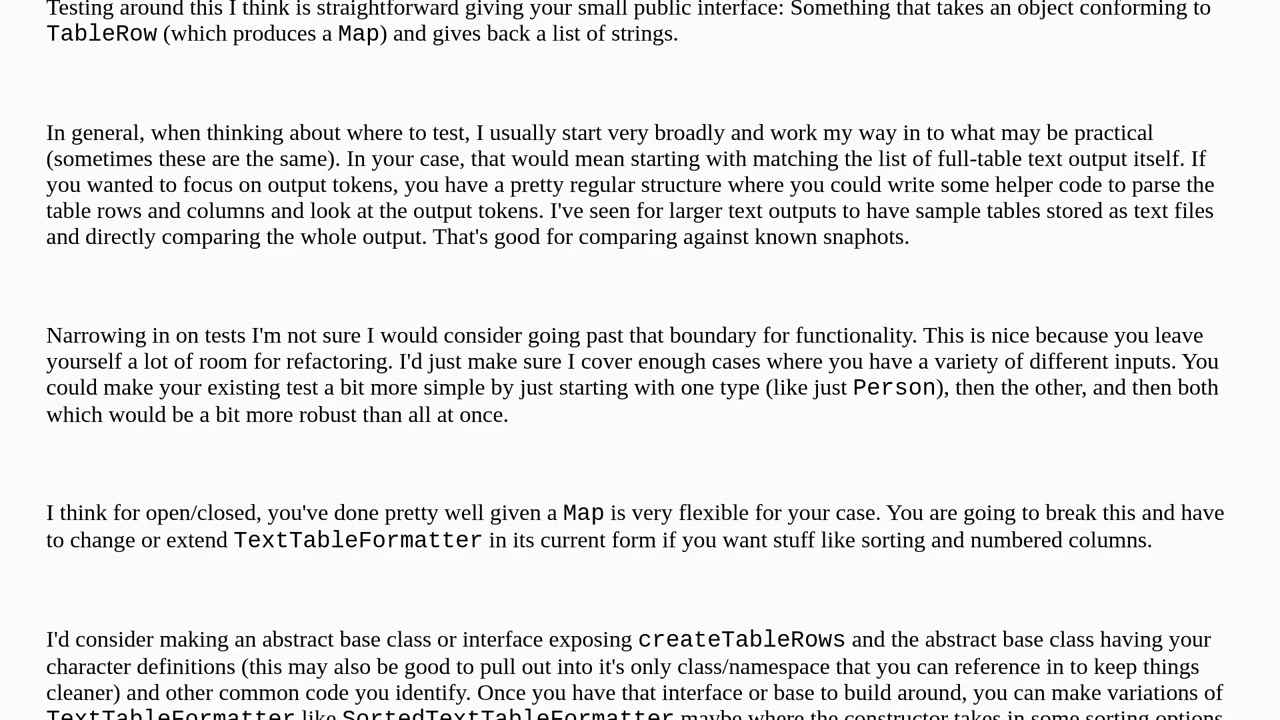 Testing around this I think is straightforward giving your small public interface: Something that takes an object conforming to
TableRow (which produces a Map) and gives back a list of strings.
In general, when thinking about where to test, I usually start very broadly and work my way in to what may be practical
(sometimes these are the same). In your case, that would mean starting with matching the list of full-table text output itself. If
you wanted to focus on output tokens, you have a pretty regular structure where you could write some helper code to parse the
table rows and columns and look at the output tokens. I've seen for larger text outputs to have sample tables stored as text files
and directly comparing the whole output. That's good for comparing against known snaphots.
Narrowing in on tests I'm not sure I would consider going past that boundary for functionality. This is nice because you leave
yourself a lot of room for refactoring. I'd just make sure I cover enough cases where you have a variety of different inputs. You
could make your existing test a bit more simple by just starting with one type (like just Person), then the other, and then both
which would be a bit more robust than all at once.
I think for open/closed, you've done pretty well given a Map is very flexible for your case. You are going to break this and have
to change or extend TextTableFormatter in its current form if you want stuff like sorting and numbered columns.
I'd consider making an abstract base class or interface exposing createTableRows and the abstract base class having your
character definitions (this may also be good to pull out into it's only class/namespace that you can reference in to keep things
cleaner) and other common code you identify. Once you have that interface or base to build around, you can make variations of
TextTableFormatter like SortedTextTableFormatter maybe where the constructor takes in some sorting options